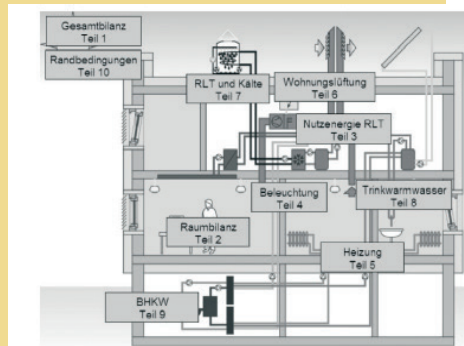 Gesamtbilanz
Teil 1
Randbedingungen
Teil 10
RLT und Kälte
Teil 7
Wohnungslüftung
Teil 6
Nutzenergie RLT
Teil 3
Beleuchtung
Teil 4
Trinkwarmwasser
Teil 8
Raumbilanz
Teil 2
Heizung
Teil 5
BHKW
Teil 9